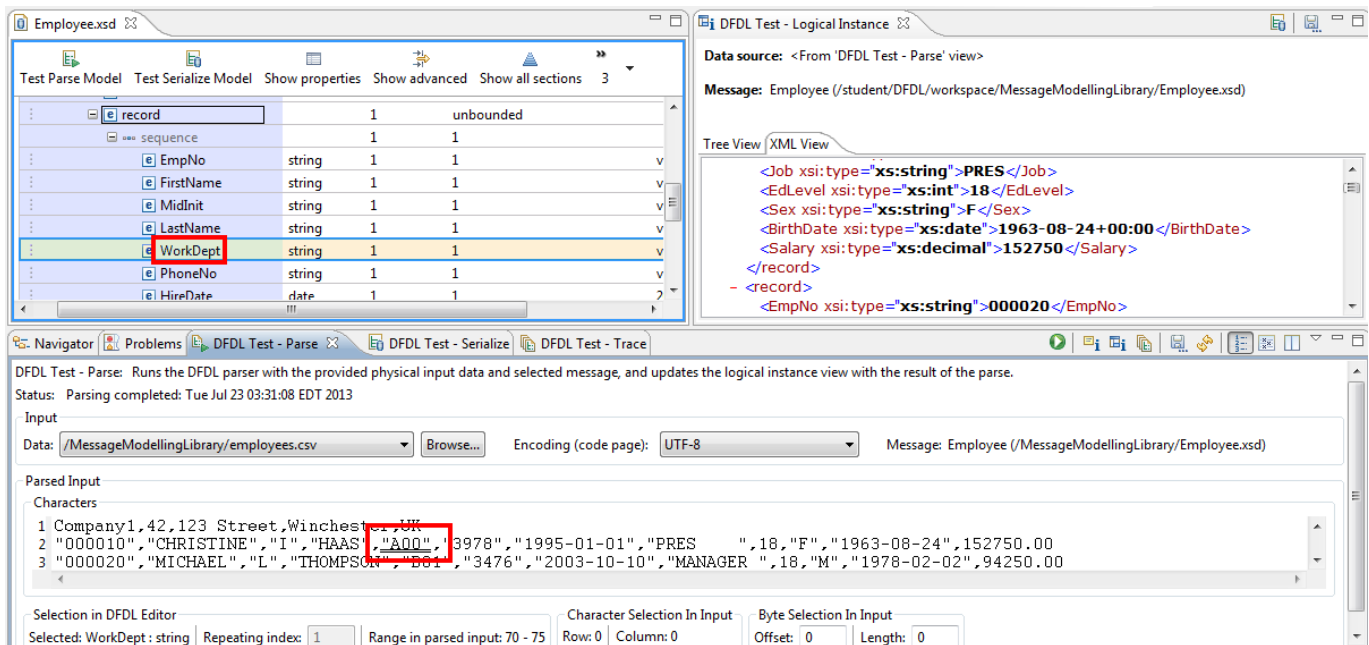 Employee.xsd
Test Parse Model Test Serialize Model Show properties Show advanced Show all sections 3
record 1 unbounded
sequence 1 1
EmpNo string 1 1 v
FirstName string 1 1 v
MidInit string 1 1 v
LastName string 1 1 v
WorkDept string 1 1 v
PhoneNo string 1 1 v
HireDate date 1 1 2
DFDL Test - Logical Instance
Data source: <From 'DFDL Test - Parse' view>
Message: Employee (/student/DFDL/workspace/MessageModellingLibrary/Employee.xsd)
Tree View XML View
<Job xsi:type="xs:string">PRES</Job>
<EdLevel xsi:type="xs:int">18</EdLevel>
<Sex xsi:type="xs:string">F</Sex>
<BirthDate xsi:type="xs:date">1963-08-24+00:00</BirthDate>
<Salary xsi:type="xs:decimal">152750</Salary>
</record>
- <record>
<EmpNo xsi:type="xs:string">000020</EmpNo>
Navigator Problems DFDL Test - Parse DFDL Test - Serialize DFDL Test - Trace
DFDL Test - Parse: Runs the DFDL parser with the provided physical input data and selected message, and updates the logical instance view with the result of the parse.
Status: Parsing completed: Tue Jul 23 03:31:08 EDT 2013
Input
Data: /MessageModellingLibrary/employees.csv Browse... Encoding (code page): UTF-8 Message: Employee (/MessageModellingLibrary/Employee.xsd)
Parsed Input
Characters
1 Company1,42,123 Street,Winchester,UK
2 "000010","CHRISTINE","I","HAAS","A00","3978","1995-01-01","PRES    ",18,"F","1963-08-24",152750.00
3 "000020","MICHAEL","L","THOMPSON","B01","3476","2003-10-10","MANAGER ",18,"M","1978-02-02",94250.00
Selection in DFDL Editor Character Selection In Input Byte Selection In Input
Selected: WorkDept : string Repeating index: 1 Range in parsed input: 70 - 75 Row: 0 Column: 0 Offset: 0 Length: 0